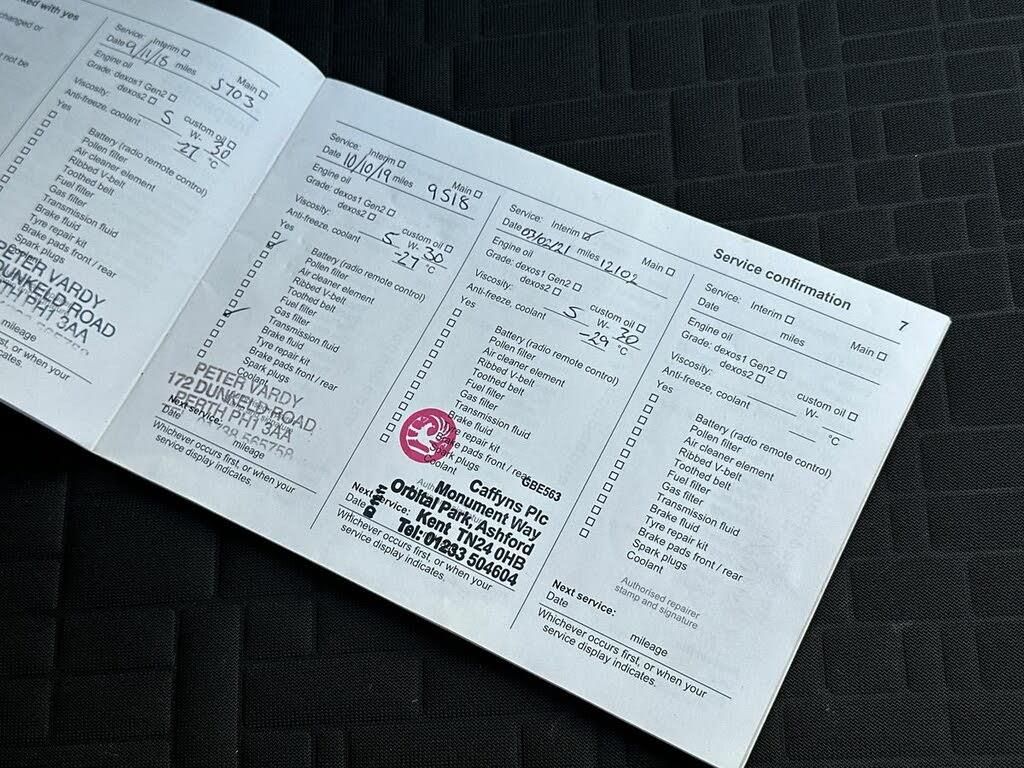 ked with yes
changed or
not be
Service: Interim
Main
Date 9/11/18 miles 5703
Engine oil
Grade: dexos1 Gen2
dexos2
custom oil
Viscosity: 5 W- 30
Anti-freeze, coolant -27 °C
Yes
Battery (radio remote control)
Pollen filter
Air cleaner element
Ribbed V-belt
Toothed belt
Fuel filter
Gas filter
Transmission fluid
Brake fluid
Tyre repair kit
Brake pads front / rear
Spark plugs
PETER VARDY
DUNKELD ROAD
PERTH PH1 3AA
mileage
st, or when your
cates.
Service: Interim
Main
Date 10/10/19 miles 9518
Engine oil
Grade: dexos1 Gen2
dexos2
custom oil
Viscosity: 5 W- 30
Anti-freeze, coolant -27 °C
Yes
Battery (radio remote control)
Pollen filter
Air cleaner element
Ribbed V-belt
Toothed belt
Fuel filter
Gas filter
Transmission fluid
Brake fluid
Tyre repair kit
Brake pads front / rear
Spark plugs
Coolant
PETER VARDY
172 DUNKELD ROAD
PERTH PH1 3AA
Next service:
Date mileage
Whichever occurs first, or when your
service display indicates.
Service confirmation 7
Service: Interim
Main
Date 03/02/21 miles 12102
Engine oil
Grade: dexos1 Gen2
dexos2
custom oil
Viscosity: 5 W- 30
Anti-freeze, coolant -29 °C
Yes
Battery (radio remote control)
Pollen filter
Air cleaner element
Ribbed V-belt
Toothed belt
Fuel filter
Gas filter
Transmission fluid
Brake fluid
Tyre repair kit
Brake pads front / rear
Spark plugs
Coolant
GBE563
Caffyns Plc
Monument Way
Orbital Park, Ashford
Kent TN24 0HB
Tel: 01233 504604
Next service:
Date
Whichever occurs first, or when your
service display indicates.
Service: Interim
Main
Date miles
Engine oil
Grade: dexos1 Gen2
dexos2
custom oil
Viscosity: W-
Anti-freeze, coolant °C
Yes
Battery (radio remote control)
Pollen filter
Air cleaner element
Ribbed V-belt
Toothed belt
Fuel filter
Gas filter
Transmission fluid
Brake fluid
Tyre repair kit
Brake pads front / rear
Spark plugs
Coolant
Authorised repairer
stamp and signature
Next service:
Date mileage
Whichever occurs first, or when your
service display indicates.